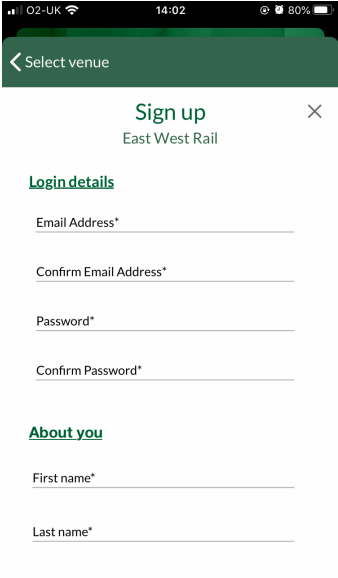 O2-UK 14:02 80%
Select venue
Sign up
East West Rail
Login details
Email Address*
Confirm Email Address*
Password*
Confirm Password*
About you
First name*
Last name*